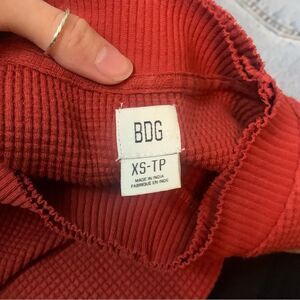 BDG
XS-TP
MADE IN INDIA
FABRIQUÉ EN INDE